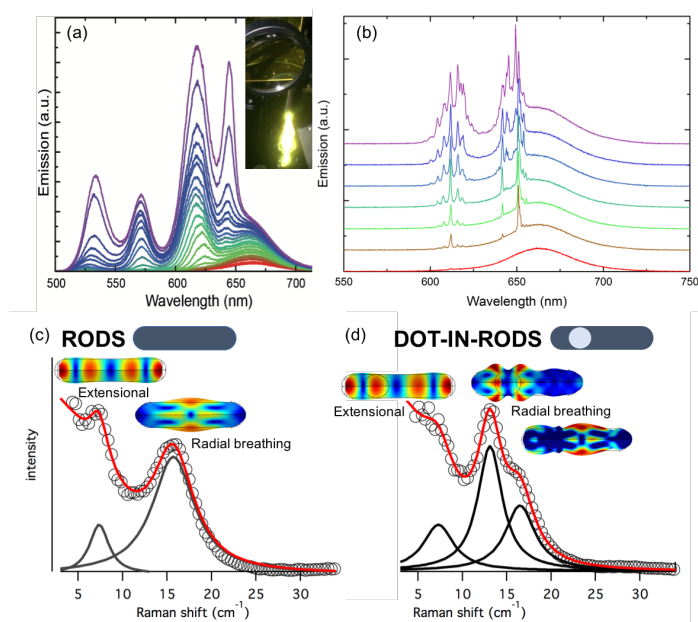 (a)
Emission (a.u.)
500 550 600 650 700
Wavelength (nm)
(b)
Emission (a.u.)
550 600 650 700 750
Wavelength (nm)
(c) RODS
Extensional
Radial breathing
intensity
5 10 15 20 25 30
Raman shift (cm⁻¹)
(d) DOT-IN-RODS
Extensional
Radial breathing
5 10 15 20 25 30
Raman shift (cm⁻¹)